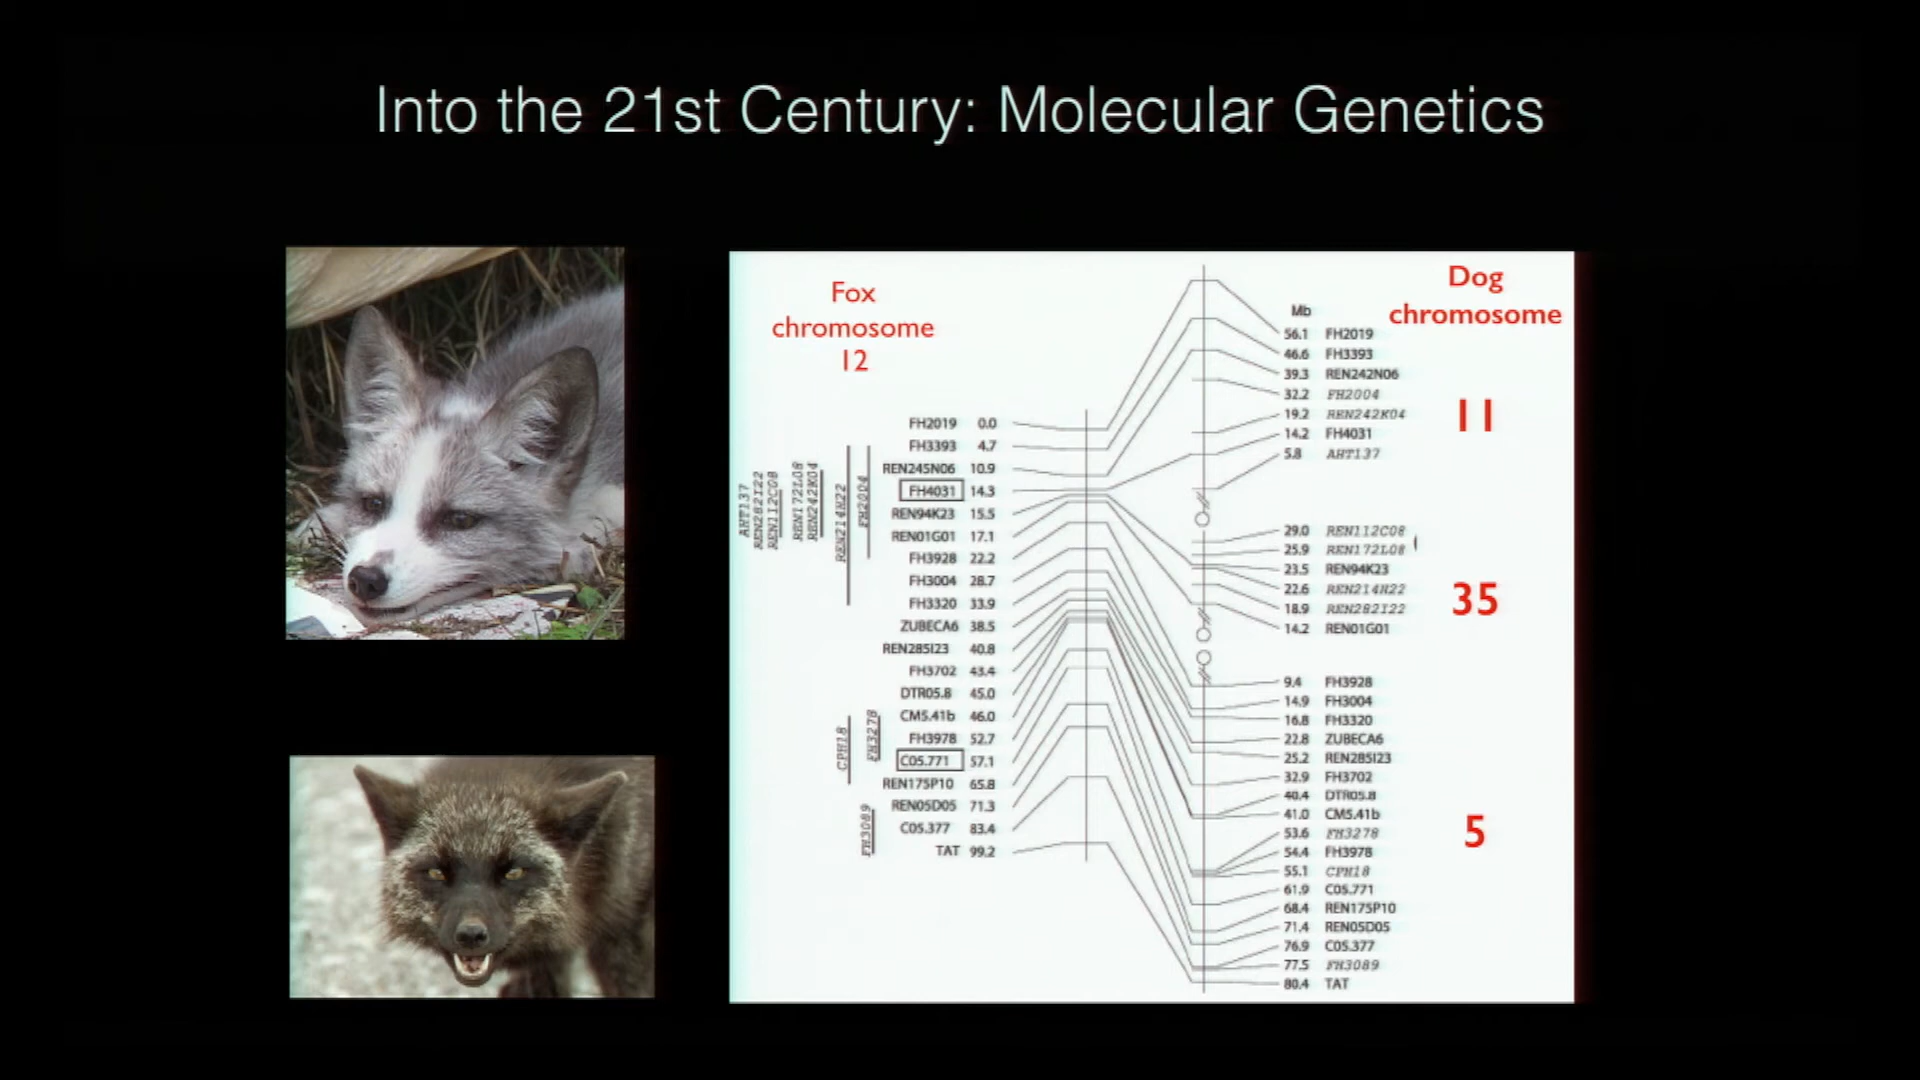 Into the 21st Century: Molecular Genetics
Fox
chromosome
12
FH2019 0.0
FH3393 4.7
REN245N06 10.9
FH4031 14.3
REN94K23 15.5
REN01G01 17.1
FH3928 22.2
FH3004 28.7
FH3320 33.9
ZUBECA6 38.5
REN285I23 40.8
FH3702 43.4
DTR05.8 45.0
CM5.41b 46.0
FH3978 52.7
C05.771 57.1
REN175P10 65.8
REN05D05 71.3
C05.377 83.4
TAT 99.2
AHT137
REN282I22
REN112C08
REN172L08
REN242K04
REN214H22
FH2004
CPH18
FH3278
FH3089
Dog
chromosome
Mb
56.1 FH2019
46.6 FH3393
39.3 REN242N06
32.2 FH2004
19.2 REN242K04
14.2 FH4031
5.8 AHT137
11
29.0 REN112C08
25.9 REN172L08
23.5 REN94K23
22.6 REN214H22
18.9 REN282I22
14.2 REN01G01
35
9.4 FH3928
14.9 FH3004
16.8 FH3320
22.8 ZUBECA6
25.2 REN285I23
32.9 FH3702
40.4 DTR05.8
41.0 CM5.41b
53.6 FH3278
54.4 FH3978
55.1 CPH18
61.9 C05.771
68.4 REN175P10
71.4 REN05D05
76.9 C05.377
77.5 FH3089
80.4 TAT
5